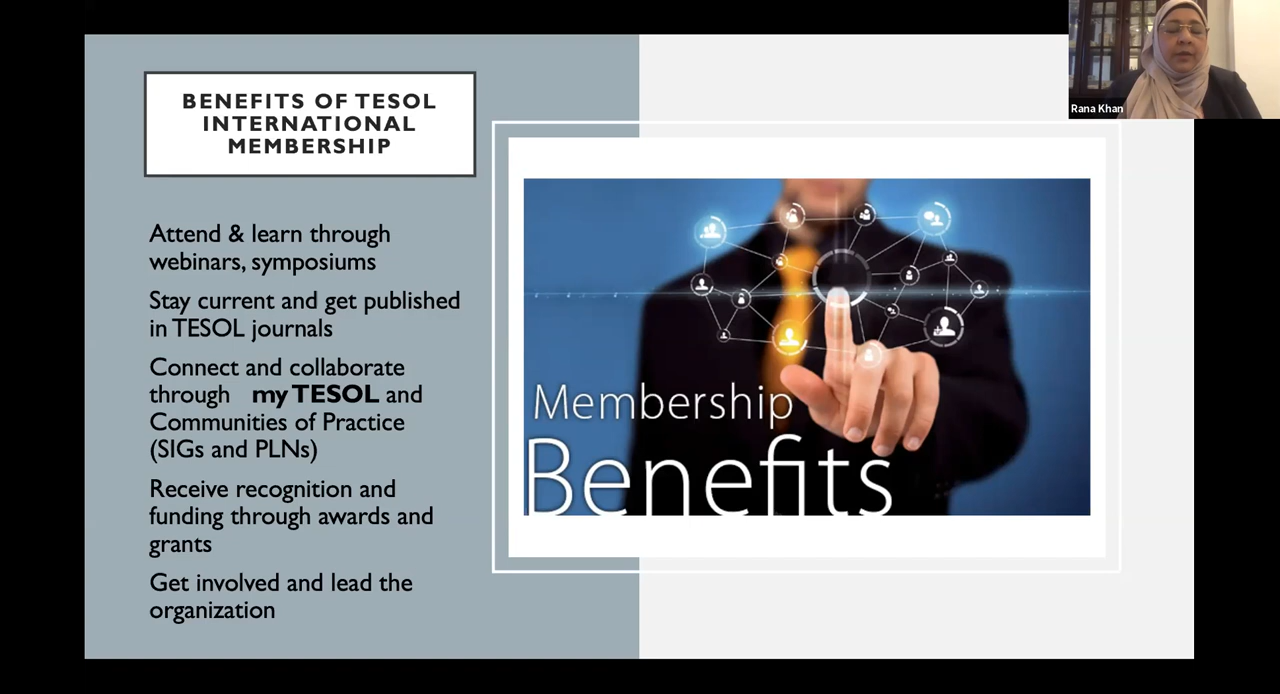 BENEFITS OF TESOL
INTERNATIONAL
MEMBERSHIP
Attend & learn through
webinars, symposiums
Stay current and get published
in TESOL journals
Connect and collaborate
through my TESOL and
Communities of Practice
(SIGs and PLNs)
Receive recognition and
funding through awards and
grants
Get involved and lead the
organization
Membership
Benefits
Rana Khan